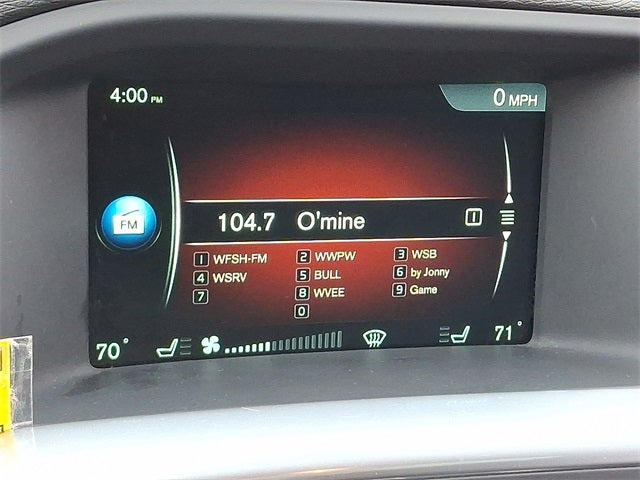 4:00 PM 0 MPH
FM 104.7 O'mine 1
1 WFSH-FM 2 WWPW 3 WSB
4 WSRV 5 BULL 6 by Jonny
7 8 WVEE 9 Game
0
70° 71°